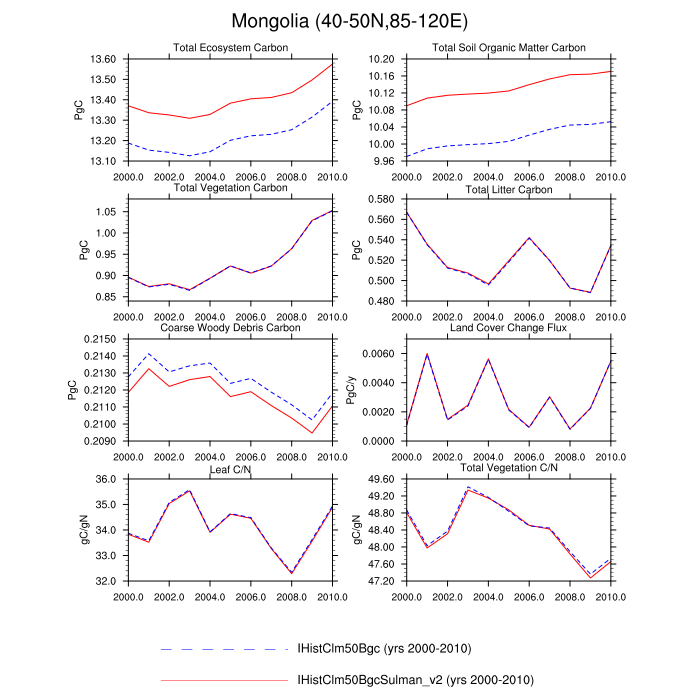 Mongolia (40-50N,85-120E)
Total Ecosystem Carbon
PgC
13.60
13.50
13.40
13.30
13.20
13.10
2000.0 2002.0 2004.0 2006.0 2008.0 2010.0
Total Soil Organic Matter Carbon
PgC
10.20
10.16
10.12
10.08
10.04
10.00
9.96
2000.0 2002.0 2004.0 2006.0 2008.0 2010.0
Total Vegetation Carbon
PgC
1.05
1.00
0.95
0.90
0.85
2000.0 2002.0 2004.0 2006.0 2008.0 2010.0
Total Litter Carbon
PgC
0.580
0.560
0.540
0.520
0.500
0.480
2000.0 2002.0 2004.0 2006.0 2008.0 2010.0
Coarse Woody Debris Carbon
PgC
0.2150
0.2140
0.2130
0.2120
0.2110
0.2100
0.2090
2000.0 2002.0 2004.0 2006.0 2008.0 2010.0
Land Cover Change Flux
PgC/y
0.0060
0.0040
0.0020
0.0000
2000.0 2002.0 2004.0 2006.0 2008.0 2010.0
Leaf C/N
gC/gN
36.0
35.0
34.0
33.0
32.0
2000.0 2002.0 2004.0 2006.0 2008.0 2010.0
Total Vegetation C/N
gC/gN
49.60
49.20
48.80
48.40
48.00
47.60
47.20
2000.0 2002.0 2004.0 2006.0 2008.0 2010.0
IHistClm50Bgc (yrs 2000-2010)
IHistClm50BgcSulman_v2 (yrs 2000-2010)